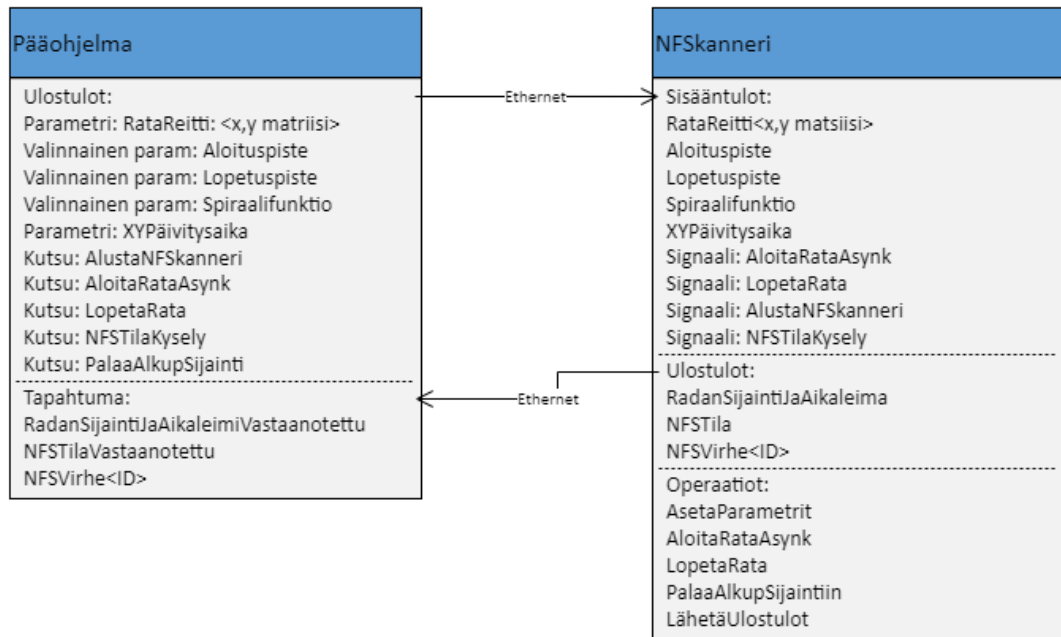 Pääohjelma
Ulostulot:
Parametri: RataReitti: <x,y matriisi>
Valinnainen param: Aloituspiste
Valinnainen param: Lopetuspiste
Valinnainen param: Spiraalifunktio
Parametri: XYPäivitysaika
Kutsu: AlustaNFSkanneri
Kutsu: AloitaRataAsynk
Kutsu: LopetaRata
Kutsu: NFSTilaKysely
Kutsu: PalaaAlkupSijainti
Tapahtuma:
RadanSijaintiJaAikaleimiVastaanotettu
NFSTilaVastaanotettu
NFSVirhe<ID>
Ethernet
Ethernet
NFSkanneri
Sisääntulot:
RataReitti<x,y matsiisi>
Aloituspiste
Lopetuspiste
Spiraalifunktio
XYPäivitysaika
Signaali: AloitaRataAsynk
Signaali: LopetaRata
Signaali: AlustaNFSkanneri
Signaali: NFSTilaKysely
Ulostulot:
RadanSijaintiJaAikaleima
NFSTila
NFSVirhe<ID>
Operaatiot:
AsetaParametrit
AloitaRataAsynk
LopetaRata
PalaaAlkupSijaintiin
LähetäUlostulot